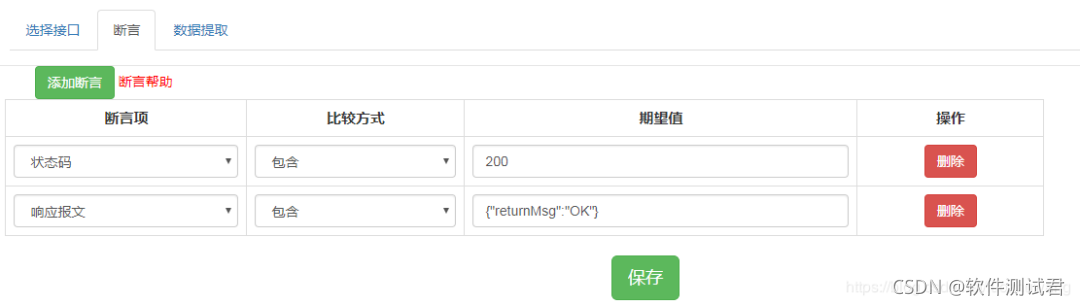 选择接口 断言 数据提取
添加断言 断言帮助
断言项 比较方式 期望值 操作
状态码 包含 200 删除
响应报文 包含 {"returnMsg":"OK"} 删除
保存
CSDN @软件测试君